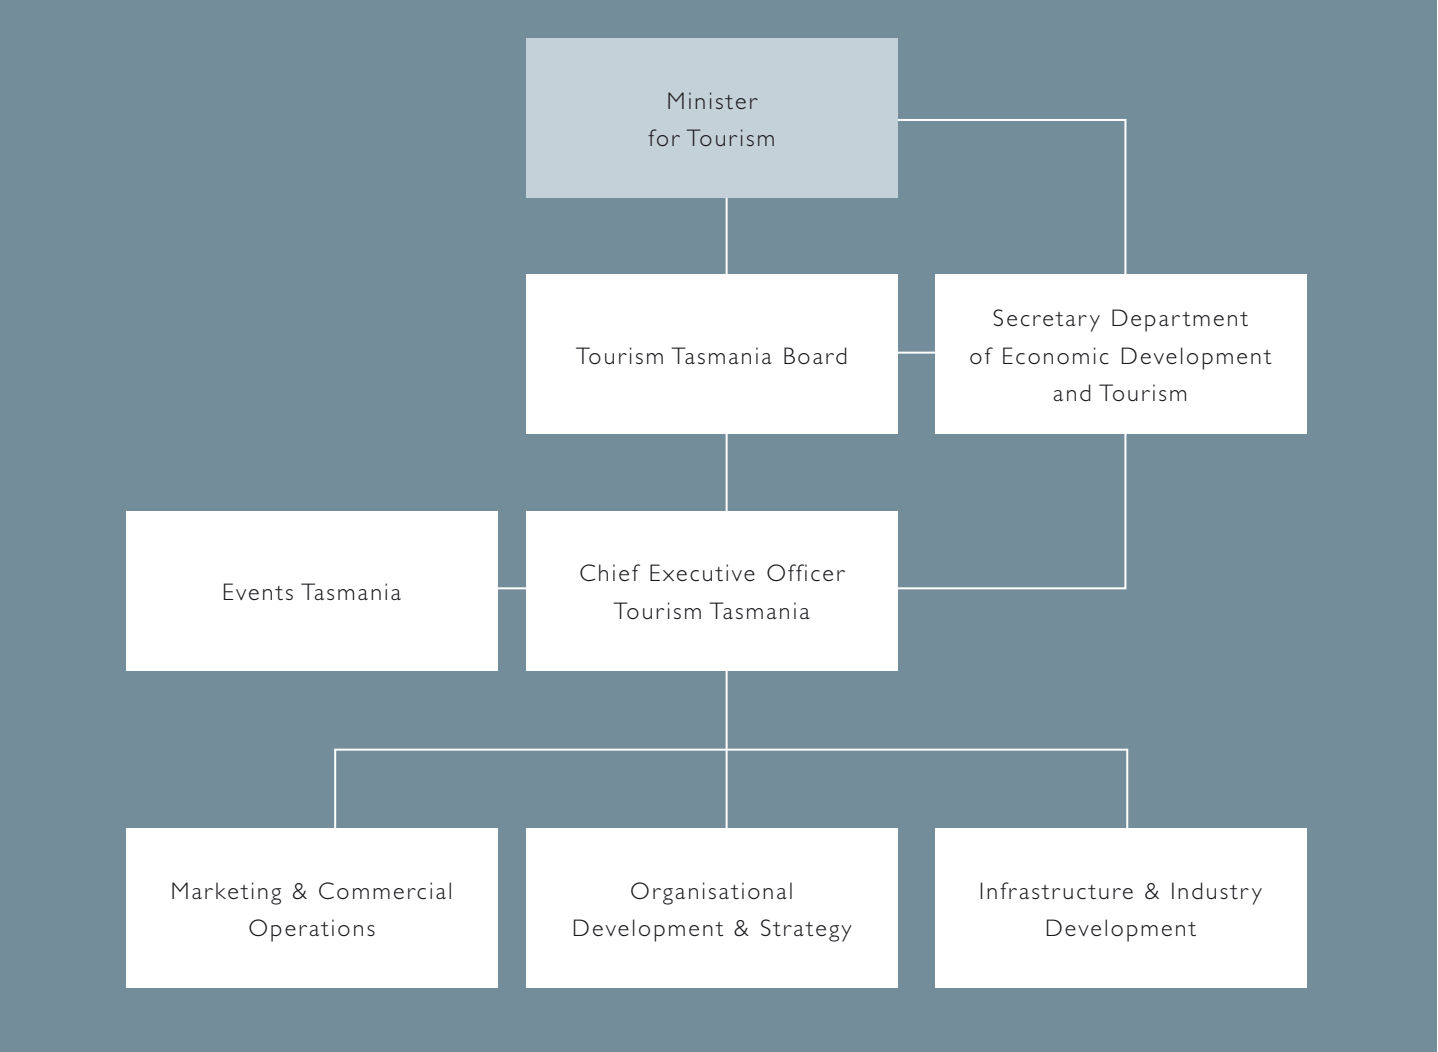 Minister
for Tourism
Tourism Tasmania Board
Secretary Department
of Economic Development
and Tourism
Events Tasmania
Chief Executive Officer
Tourism Tasmania
Marketing & Commercial
Operations
Organisational
Development & Strategy
Infrastructure & Industry
Development